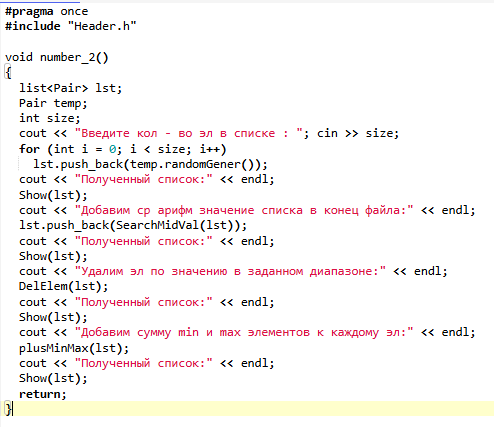 #pragma once
#include "Header.h"
void number_2()
{
list<Pair> lst;
Pair temp;
int size;
cout << "Введите кол - во эл в списке : "; cin >> size;
for (int i = 0; i < size; i++)
lst.push_back(temp.randomGener());
cout << "Полученный список:" << endl;
Show(lst);
cout << "Добавим ср арифм значение списка в конец файла:" << endl;
lst.push_back(SearchMidVal(lst));
cout << "Полученный список:" << endl;
Show(lst);
cout << "Удалим эл по значению в заданном диапазоне:" << endl;
DelElem(lst);
cout << "Полученный список:" << endl;
Show(lst);
cout << "Добавим сумму min и max элементов к каждому эл:" << endl;
plusMinMax(lst);
cout << "Полученный список:" << endl;
Show(lst);
return;
}